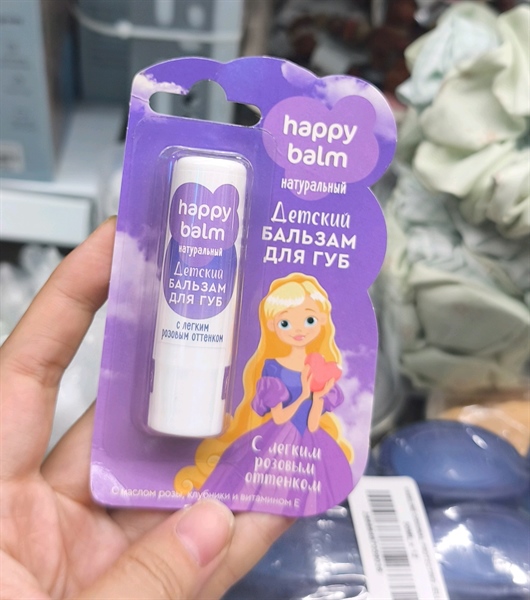 happy
balm
натуральный
Детский
БАЛЬЗАМ
ДЛЯ ГУБ
happy
balm
натуральный
Детский
БАЛЬЗАМ
ДЛЯ ГУБ
с легким
розовым оттенком
С легким
розовым
оттенком
С маслом розы, клубники и витамином Е